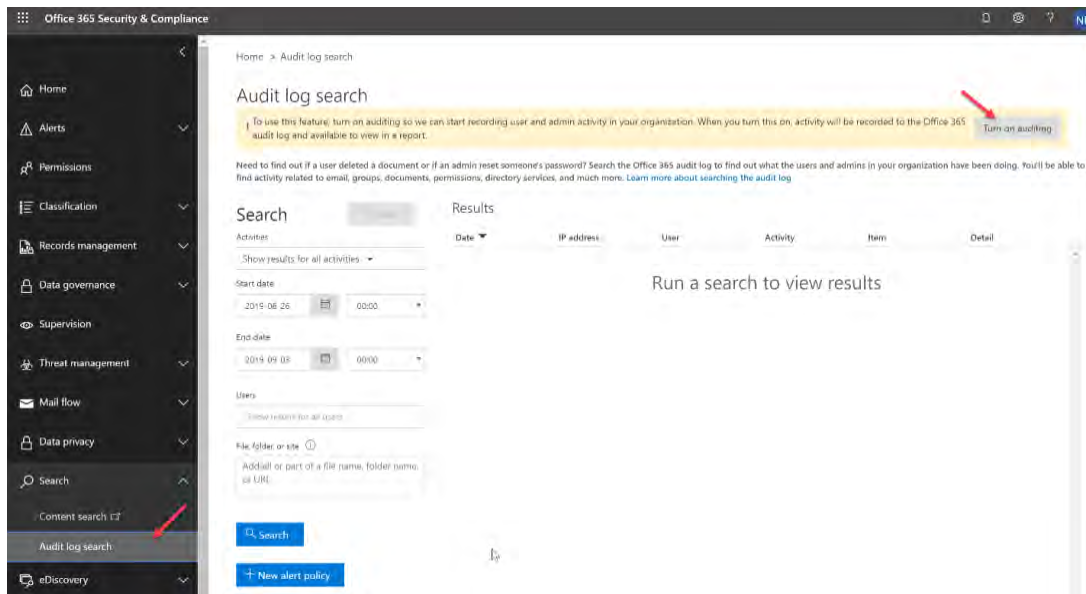 Office 365 Security & Compliance
Home > Audit log search
Home
Alerts
Permissions
Classification
Records management
Data governance
Supervision
Threat management
Mail flow
Data privacy
Search
Content search
Audit log search
eDiscovery
Audit log search
To use this feature, turn on auditing so we can start recording user and admin activity in your organization. When you turn this on, activity will be recorded to the Office 365
audit log and available to view in a report.
Turn on auditing
Need to find out if a user deleted a document or if an admin reset someone's password? Search the Office 365 audit log to find out what the users and admins in your organization have been doing. You'll be able to
find activity related to email, groups, documents, permissions, directory services, and much more. Learn more about searching the audit log
Search
Activities
Show results for all activities
Start date
2019-08-26 00:00
End date
2019-09-03 00:00
Users
Show results for all users
File, folder, or site
Add all or part of a file name, folder name,
or URL.
Search
+ New alert policy
Results
Date IP address User Activity Item Detail
Run a search to view results